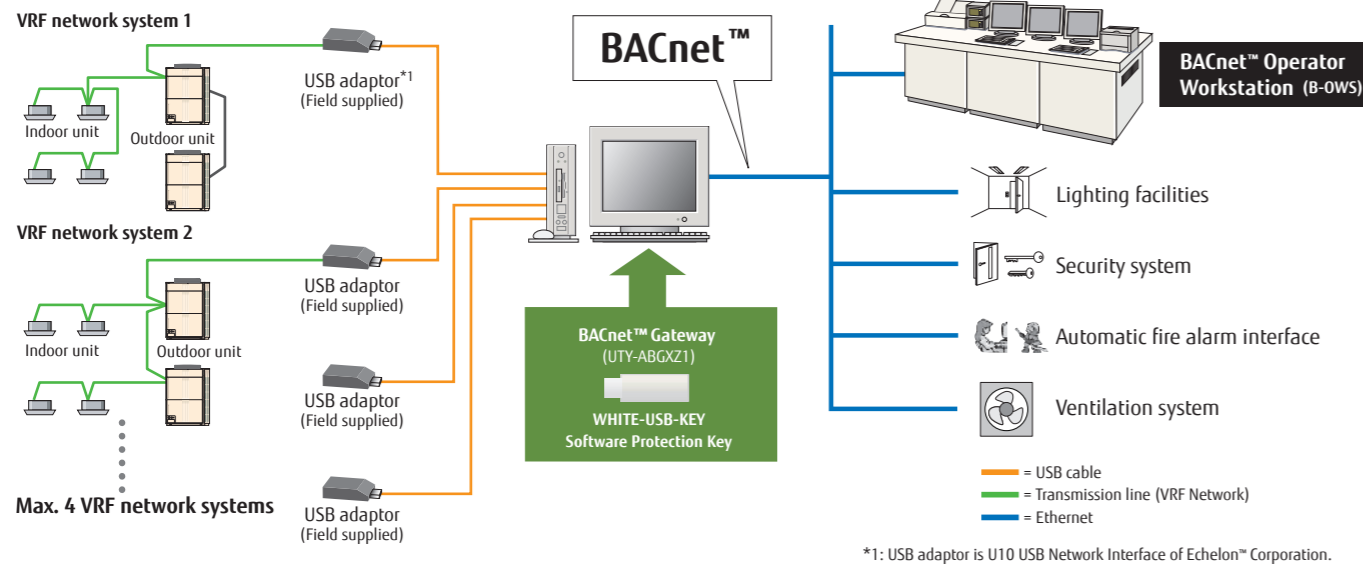 VRF network system 1
Indoor unit
Outdoor unit
USB adaptor*1
(Field supplied)
VRF network system 2
Indoor unit
Outdoor unit
USB adaptor
(Field supplied)
USB adaptor
(Field supplied)
Max. 4 VRF network systems
USB adaptor
(Field supplied)
BACnet™
BACnet™ Gateway
(UTY-ABGXZ1)
WHITE-USB-KEY
Software Protection Key
BACnet™ Operator
Workstation (B-OWS)
Lighting facilities
Security system
Automatic fire alarm interface
Ventilation system
= USB cable
= Transmission line (VRF Network)
= Ethernet
*1: USB adaptor is U10 USB Network Interface of Echelon™ Corporation.